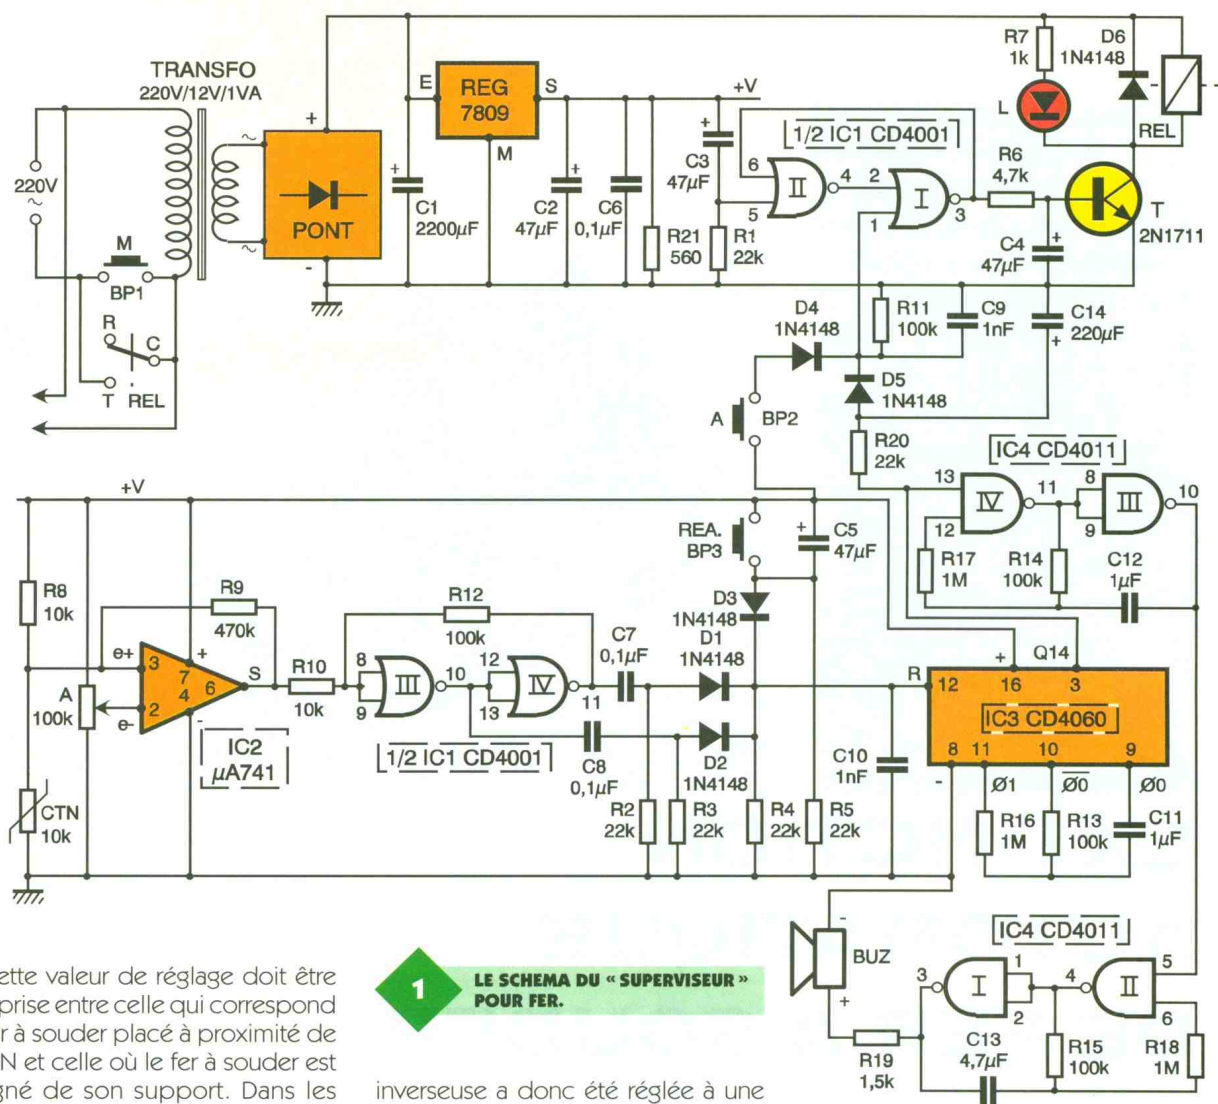 TRANSFO
220V/12V/1VA
220V
~
M
BP1
R
C
T
REL
+
~
~
PONT
-
E
REG
7809
S
M
+V
+
C1
2200µF
+
C2
47µF
C6
0,1µF
+
C3
47µF
R21
560
R1
22k
1/2 IC1 CD4001
6
5
II
4
2
1
I
3
R6
4,7k
R7
1k
L
D6
1N4148
REL
T
2N1711
+
C4
47µF
D4
1N4148
R11
100k
C9
1nF
C14
220µF
+
D5
1N4148
A
BP2
R20
22k
IC4 CD4011
13
12
IV
11
8
9
III
10
R17
1M
R14
100k
C12
1µF
+V
R8
10k
R9
470k
A
100k
CTN
10k
e+
e-
3
2
7
4
6
+
-
S
IC2
µA741
R10
10k
R12
100k
8
9
III
10
12
13
IV
11
1/2 IC1 CD4001
C7
0,1µF
C8
0,1µF
REA.
BP3
+
C5
47µF
D3
1N4148
D1
1N4148
D2
1N4148
R2
22k
R3
22k
R4
22k
R5
22k
C10
1nF
R
12
+
16
Q14
3
IC3 CD4060
8
11
10
9
-
Ø1
Ø0
Ø0
R16
1M
R13
100k
C11
1µF
-
BUZ
+
IC4 CD4011
3
I
1
2
4
II
5
6
R19
1,5k
C13
4,7µF
R15
100k
R18
1M
ette valeur de réglage doit être
prise entre celle qui correspond
r à souder placé à proximité de
N et celle où le fer à souder est
gné de son support. Dans les
1
LE SCHEMA DU « SUPERVISEUR »
POUR FER.
inverseuse a donc été réglée à une